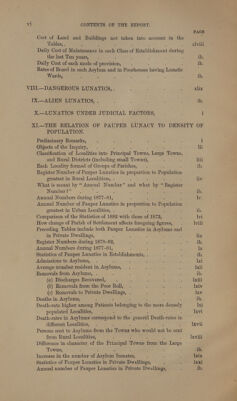 vi CONTENTS OF THE REPORT.
PAGE
Cost of Land and Buildings not taken into account in the
Tables, . xlviii
Daily Cost of Maintenance in each Class of Establishment during
the last Ten years, ib.
Daily Cost of each mode of provision, ib.
Rates of Board in each Asylum and in Poorhouses having Lunatic
Wards, ib.
VIII.—DANGEROUS LUNATICS, . xlix
IX.—ALIEN LUNATICS, . ib.
X.—LUNATICS UNDER JUDICIAL FACTORS, l
XI.—THE RELATION OF PAUPER LUNACY TO DENSITY OF
POPULATION.
Preliminary Remarks, l
Objects of the Inquiry, li
Classification of Localities into Principal Towns, Large Towns,
and Rural Districts (including small Towns), lii
Each Locality formed of Groups of Parishes, ib.
Register Number of Pauper Lunatics in proportion to Population
greatest in Rural Localities,
What is meant by "Annual Number" and what by "Register
Number?" ib.
Annual Numbers during 1877-81, lv
Annual Number of Pauper Lunatics in proportion to Population
greatest in Urban Localities, ib.
Comparison of the Statistics of 1882 with those of 1873, lvi
How change of Parish of Settlement affects foregoing figures,
Preceding Tables include both Pauper Lunatics in Asylums and
in Private Dwellings,
Register Numbers during 1878-82, ib.
Annual Numbers during 1877-81, lx
Statistics of Pauper Lunatics in Establishments, ib.
Admissions to Asylums, lxi
Average number resident in Asylums, lxii
Removals from Asylums, ib.
(a) Discharges Recovered, lxiii
(b) Removals from the Poor Roll, lxiv
(c) Removals to Private Dwellings, lxv
Deaths in Asylums, ib.
Death-rate higher among Patients belonging to the more densely
populated Localities, lxvi
Death-rates in Asylums correspond to the general Death-rates in
different Localities, lxvii
Persons sent to Asylums from the Towns who would not be sent
from Rural Localities, lxviii
Difference in character of the Principal Towns from the Large
Towns, ib.
Increase in the number of Asylum Inmates, lxix
Statistics of Pauper Lunatics in Private Dwellings, lxxi
Annual number of Pauper Lunatics in Private Dwellings, ib.